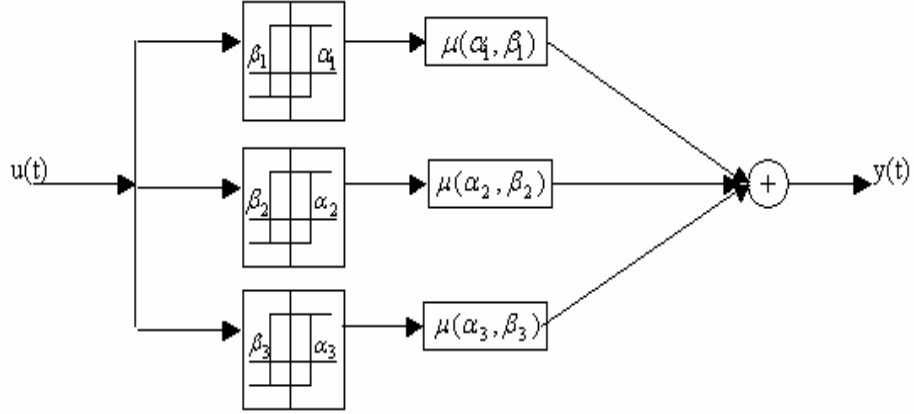 β₁ α₁ μ(α₁, β₁)
u(t) β₂ α₂ μ(α₂, β₂) + y(t)
β₃ α₃ μ(α₃, β₃)